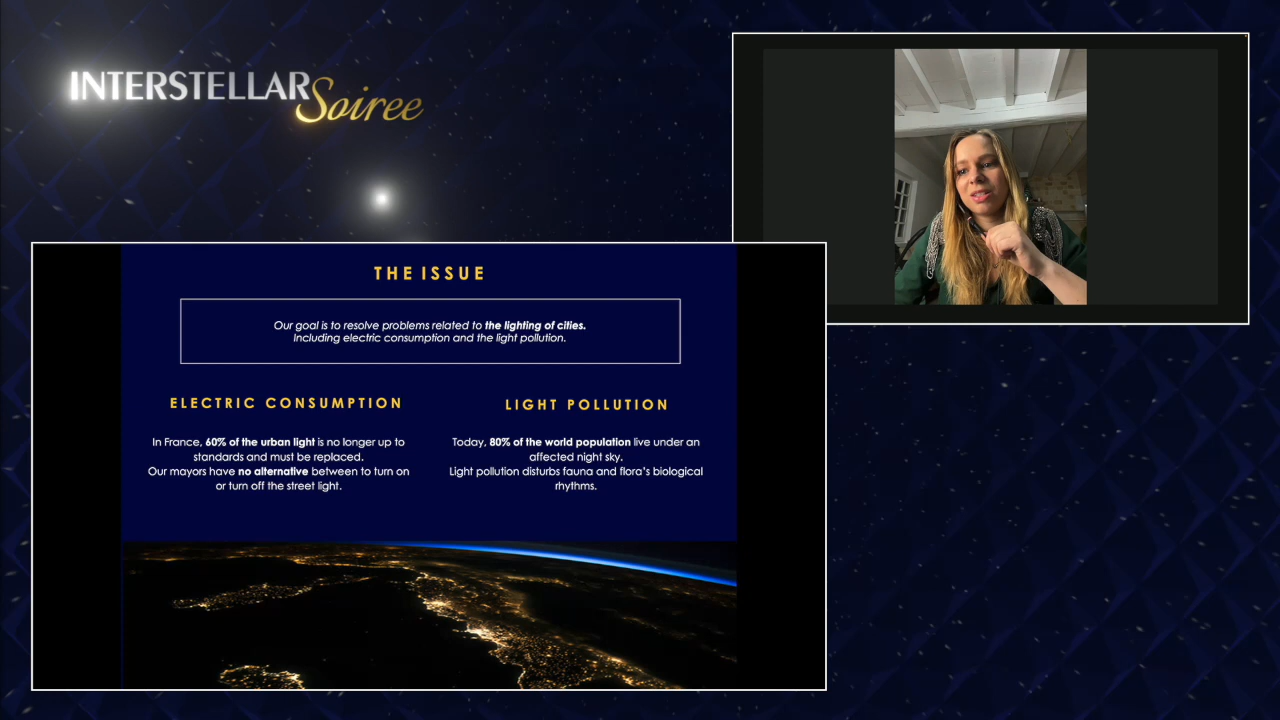 INTERSTELLAR Soiree
THE ISSUE
Our goal is to resolve problems related to the lighting of cities.
Including electric consumption and the light pollution.
ELECTRIC CONSUMPTION
In France, 60% of the urban light is no longer up to
standards and must be replaced.
Our mayors have no alternative between to turn on
or turn off the street light.
LIGHT POLLUTION
Today, 80% of the world population live under an
affected night sky.
Light pollution disturbs fauna and flora's biological
rhythms.